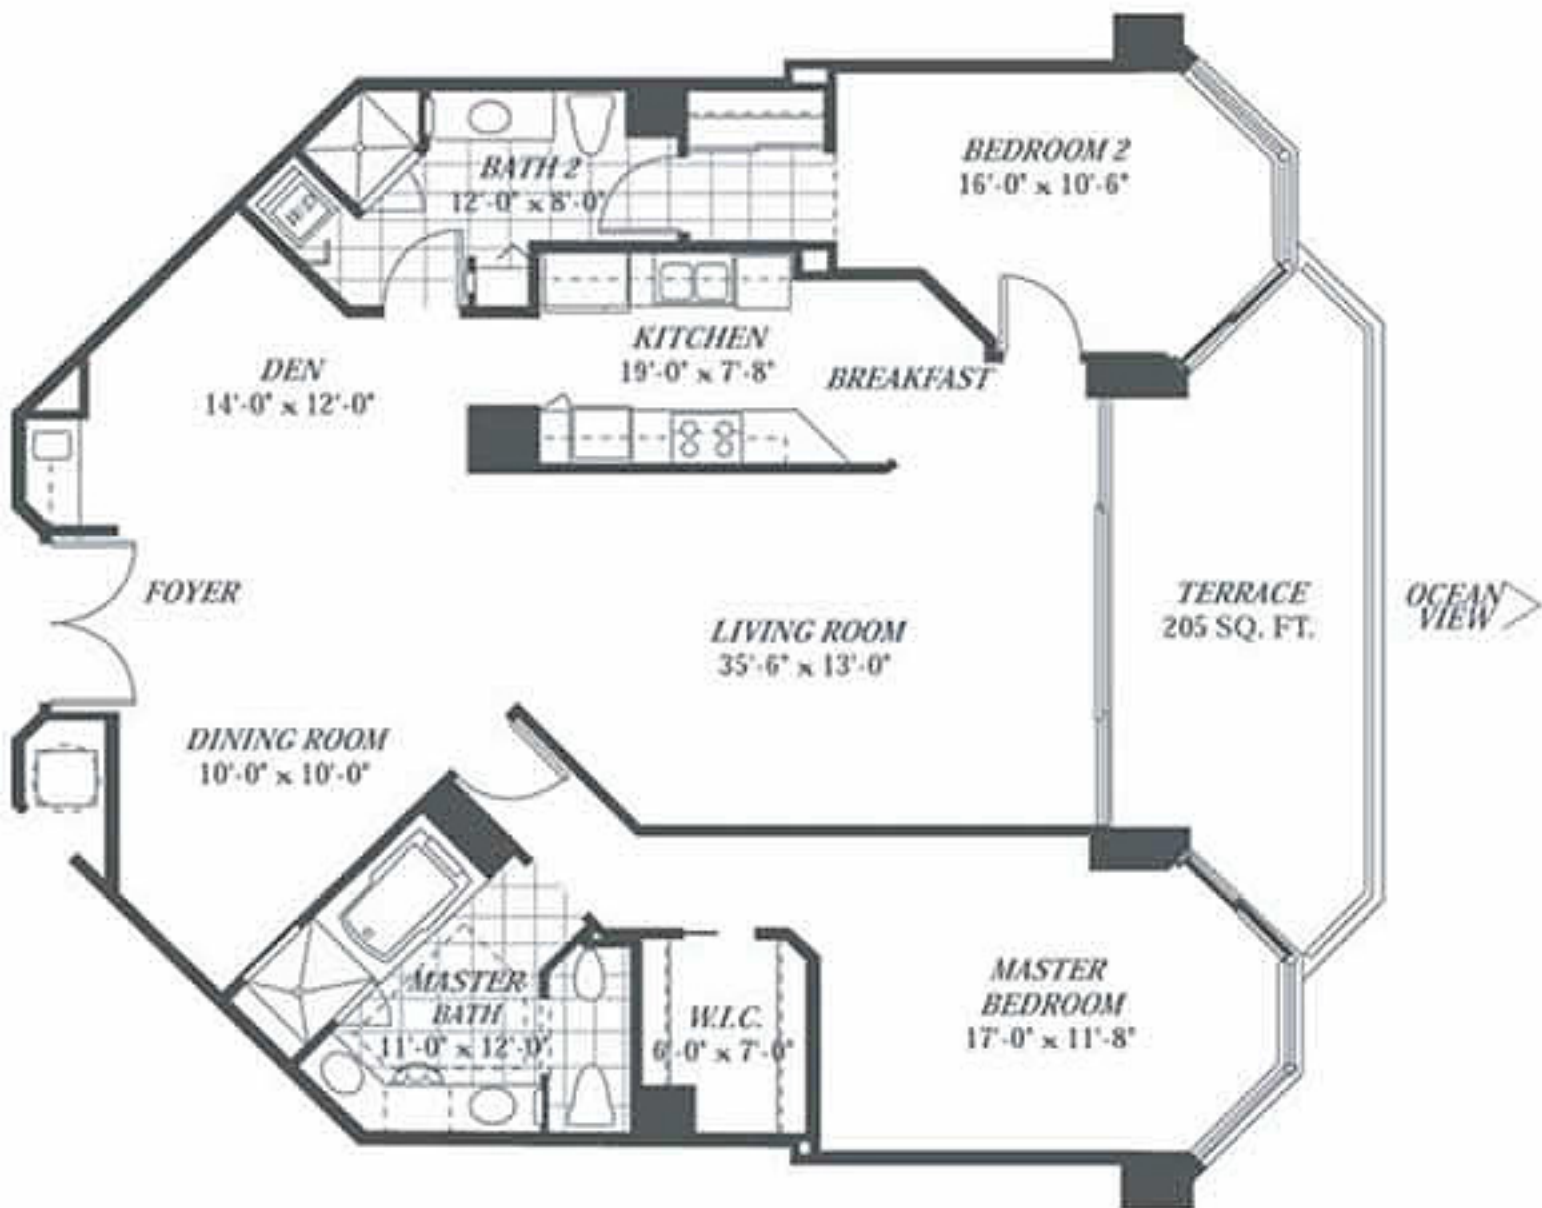 BEDROOM 2
16'-0" x 10'-6"
BATH 2
12'-0" x 8'-0"
KITCHEN
19'-0" x 7'-8"
DEN
14'-0" x 12'-0"
BREAKFAST
FOYER
TERRACE
205 SQ. FT.
OCEAN
VIEW
LIVING ROOM
35'-6" x 13'-0"
DINING ROOM
10'-0" x 10'-0"
MASTER
BATH
11'-0" x 12'-0"
W.I.C.
6'-0" x 7'-0"
MASTER
BEDROOM
17'-0" x 11'-8"